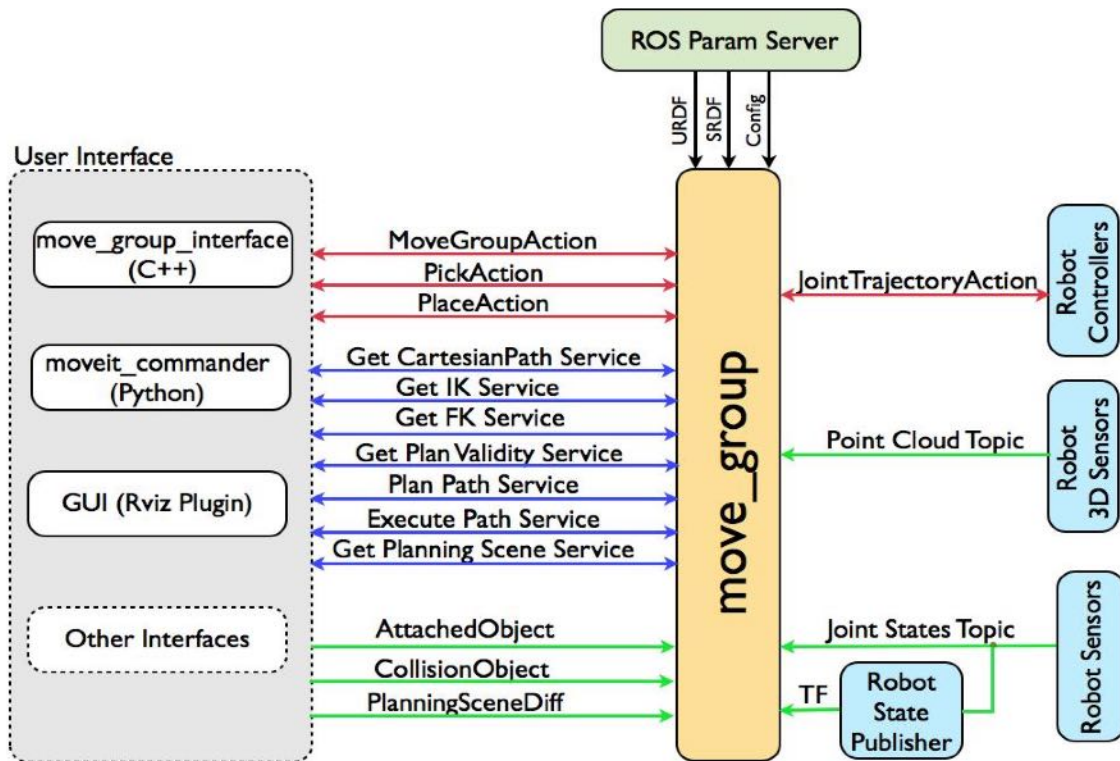 ROS Param Server
URDF
SRDF
Config
User Interface
move_group_interface
(C++)
moveit_commander
(Python)
GUI (Rviz Plugin)
Other Interfaces
MoveGroupAction
PickAction
PlaceAction
Get CartesianPath Service
Get IK Service
Get FK Service
Get Plan Validity Service
Plan Path Service
Execute Path Service
Get Planning Scene Service
AttachedObject
CollisionObject
PlanningSceneDiff
move_group
JointTrajectoryAction
Robot
Controllers
Point Cloud Topic
Robot
3D Sensors
Joint States Topic
TF
Robot
State
Publisher
Robot Sensors